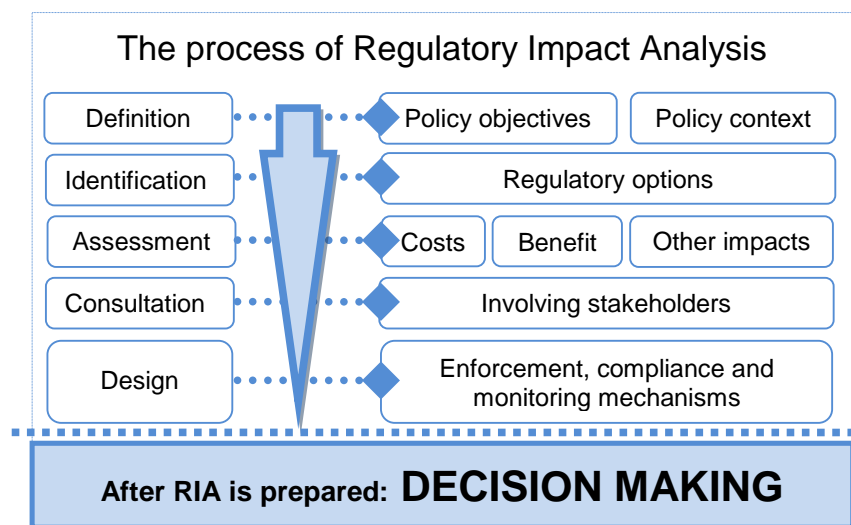 The process of Regulatory Impact Analysis
Definition
Policy objectives
Policy context
Identification
Regulatory options
Assessment
Costs
Benefit
Other impacts
Consultation
Involving stakeholders
Design
Enforcement, compliance and
monitoring mechanisms
After RIA is prepared: DECISION MAKING